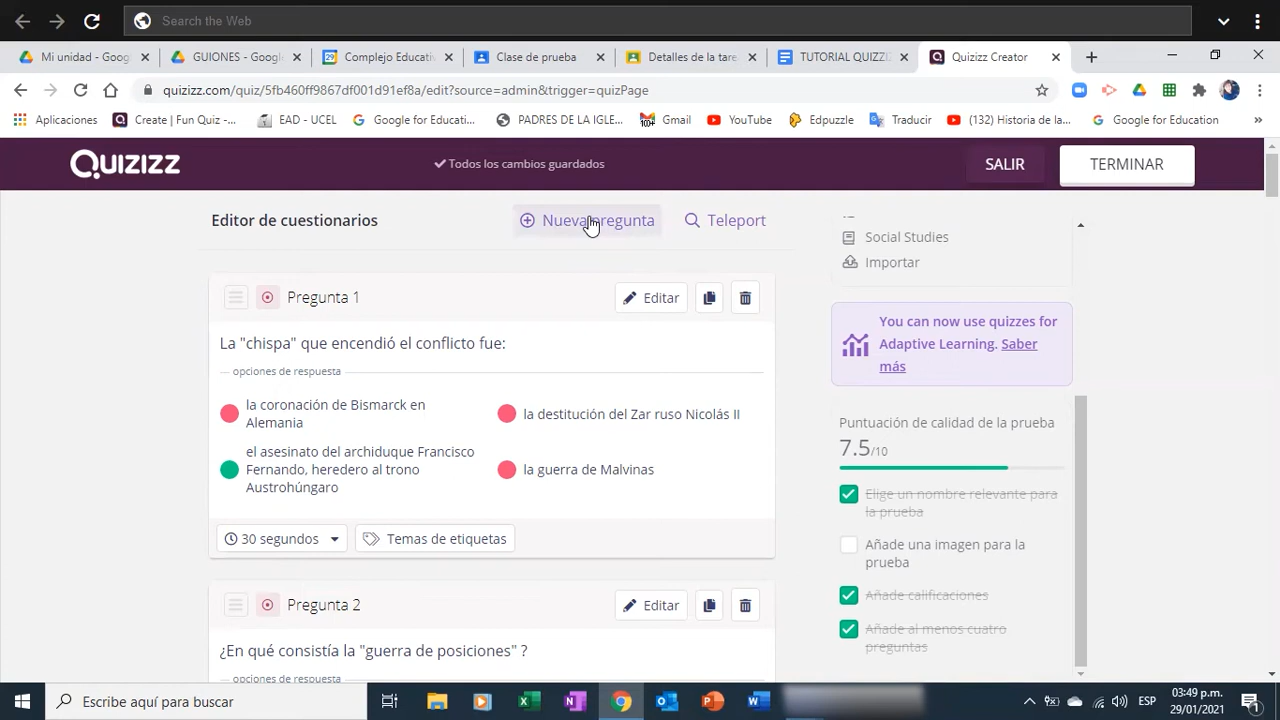 Search the Web
Mi unidad - Goog
GUIONES - Google
Complejo Educativ
Clase de prueba
Detalles de la tare
TUTORIAL QUIZZI
Quizizz Creator
quizizz.com/quiz/5fb460ff9867df001bd1ef8a/edit?source=admin&trigger=quizPage
Aplicaciones
Create | Fun Quiz -...
EAD - UCEL
Google for Educati...
PADRES DE LA IGLE...
Gmail
YouTube
Edpuzzle
Traducir
(132) Historia de la...
Google for Education
Quizizz
Todos los cambios guardados
SALIR
TERMINAR
Editor de cuestionarios
Nueva pregunta
Teleport
Social Studies
Importar
Pregunta 1
Editar
You can now use quizzes for
Adaptive Learning. Saber
más
La "chispa" que encendió el conflicto fue:
opciones de respuesta
la coronación de Bismarck en
Alemania
la destitución del Zar ruso Nicolás II
el asesinato del archiduque Francisco
Fernando, heredero al trono
Austrohúngaro
la guerra de Malvinas
30 segundos
Temas de etiquetas
Puntuación de calidad de la prueba
7.5/10
Elige un nombre relevante para
la prueba
Añade una imagen para la
prueba
Añade calificaciones
Añade al menos cuatro
preguntas
Pregunta 2
Editar
¿En qué consistía la "guerra de posiciones" ?
opciones de respuesta
Escribe aquí para buscar
ESP
03:49 p.m.
29/01/2021